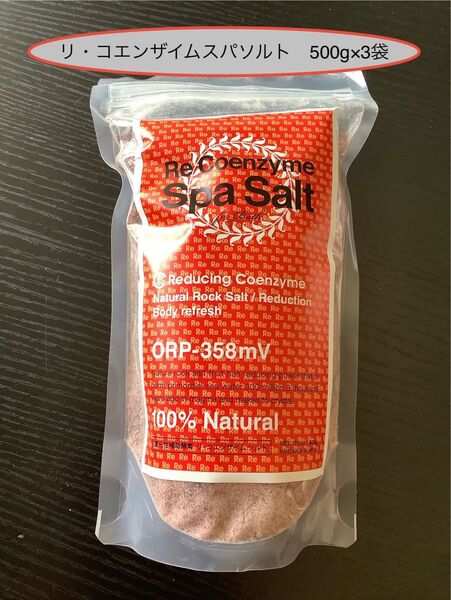 リ・コエンザイムスパソルト 500g×3袋
Re Coenzyme
Spa Salt
Reducing Coenzyme
Natural Rock Salt / Reduction
Body refresh
ORP-358mV
100% Natural